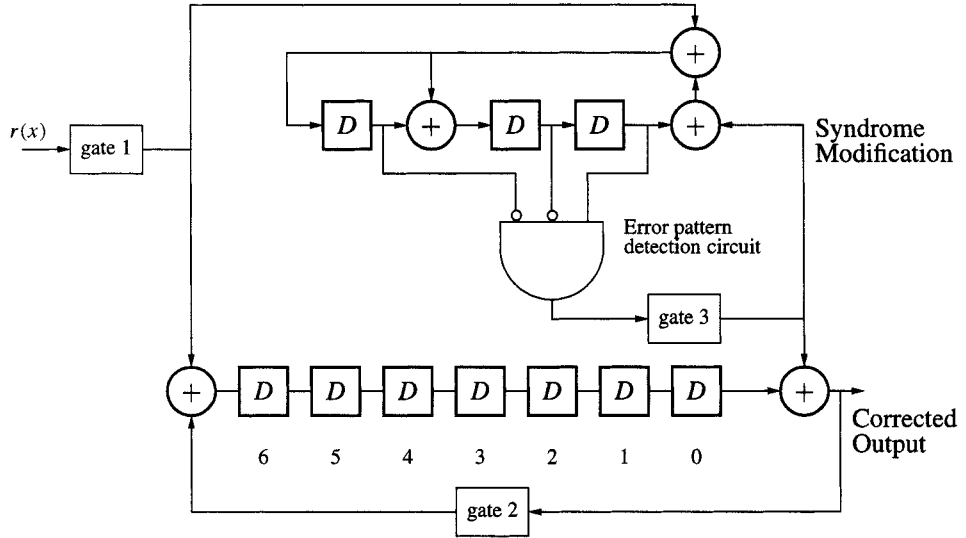 r(x)
gate 1
+
D
+
D
D
+
Syndrome
Modification
Error pattern
detection circuit
gate 3
+
D
D
D
D
D
D
D
+
Corrected
Output
6 5 4 3 2 1 0
gate 2